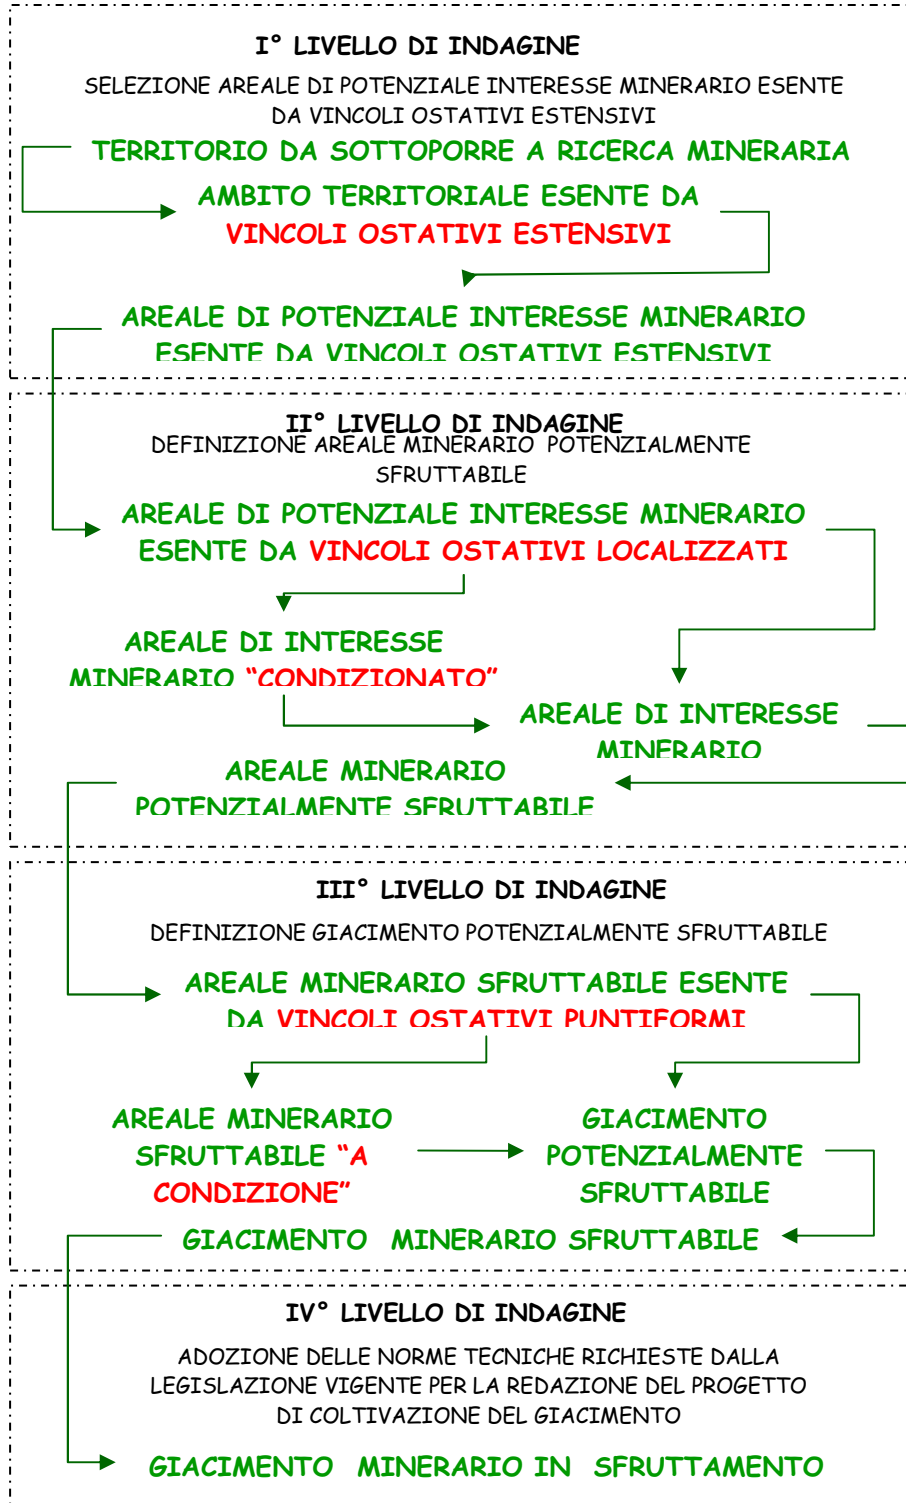 I° LIVELLO DI INDAGINE
SELEZIONE AREALE DI POTENZIALE INTERESSE MINERARIO ESENTE
DA VINCOLI OSTATIVI ESTENSIVI
TERRITORIO DA SOTTOPORRE A RICERCA MINERARIA
AMBITO TERRITORIALE ESENTE DA
VINCOLI OSTATIVI ESTENSIVI
AREALE DI POTENZIALE INTERESSE MINERARIO
ESENTE DA VINCOLI OSTATIVI ESTENSIVI
II° LIVELLO DI INDAGINE
DEFINIZIONE AREALE MINERARIO POTENZIALMENTE
SFRUTTABILE
AREALE DI POTENZIALE INTERESSE MINERARIO
ESENTE DA VINCOLI OSTATIVI LOCALIZZATI
AREALE DI INTERESSE
MINERARIO “CONDIZIONATO”
AREALE DI INTERESSE
MINERARIO
AREALE MINERARIO
POTENZIALMENTE SFRUTTABILE
III° LIVELLO DI INDAGINE
DEFINIZIONE GIACIMENTO POTENZIALMENTE SFRUTTABILE
AREALE MINERARIO SFRUTTABILE ESENTE
DA VINCOLI OSTATIVI PUNTIFORMI
AREALE MINERARIO
SFRUTTABILE “A
CONDIZIONE”
GIACIMENTO
POTENZIALMENTE
SFRUTTABILE
GIACIMENTO MINERARIO SFRUTTABILE
IV° LIVELLO DI INDAGINE
ADOZIONE DELLE NORME TECNICHE RICHIESTE DALLA
LEGISLAZIONE VIGENTE PER LA REDAZIONE DEL PROGETTO
DI COLTIVAZIONE DEL GIACIMENTO
GIACIMENTO MINERARIO IN SFRUTTAMENTO